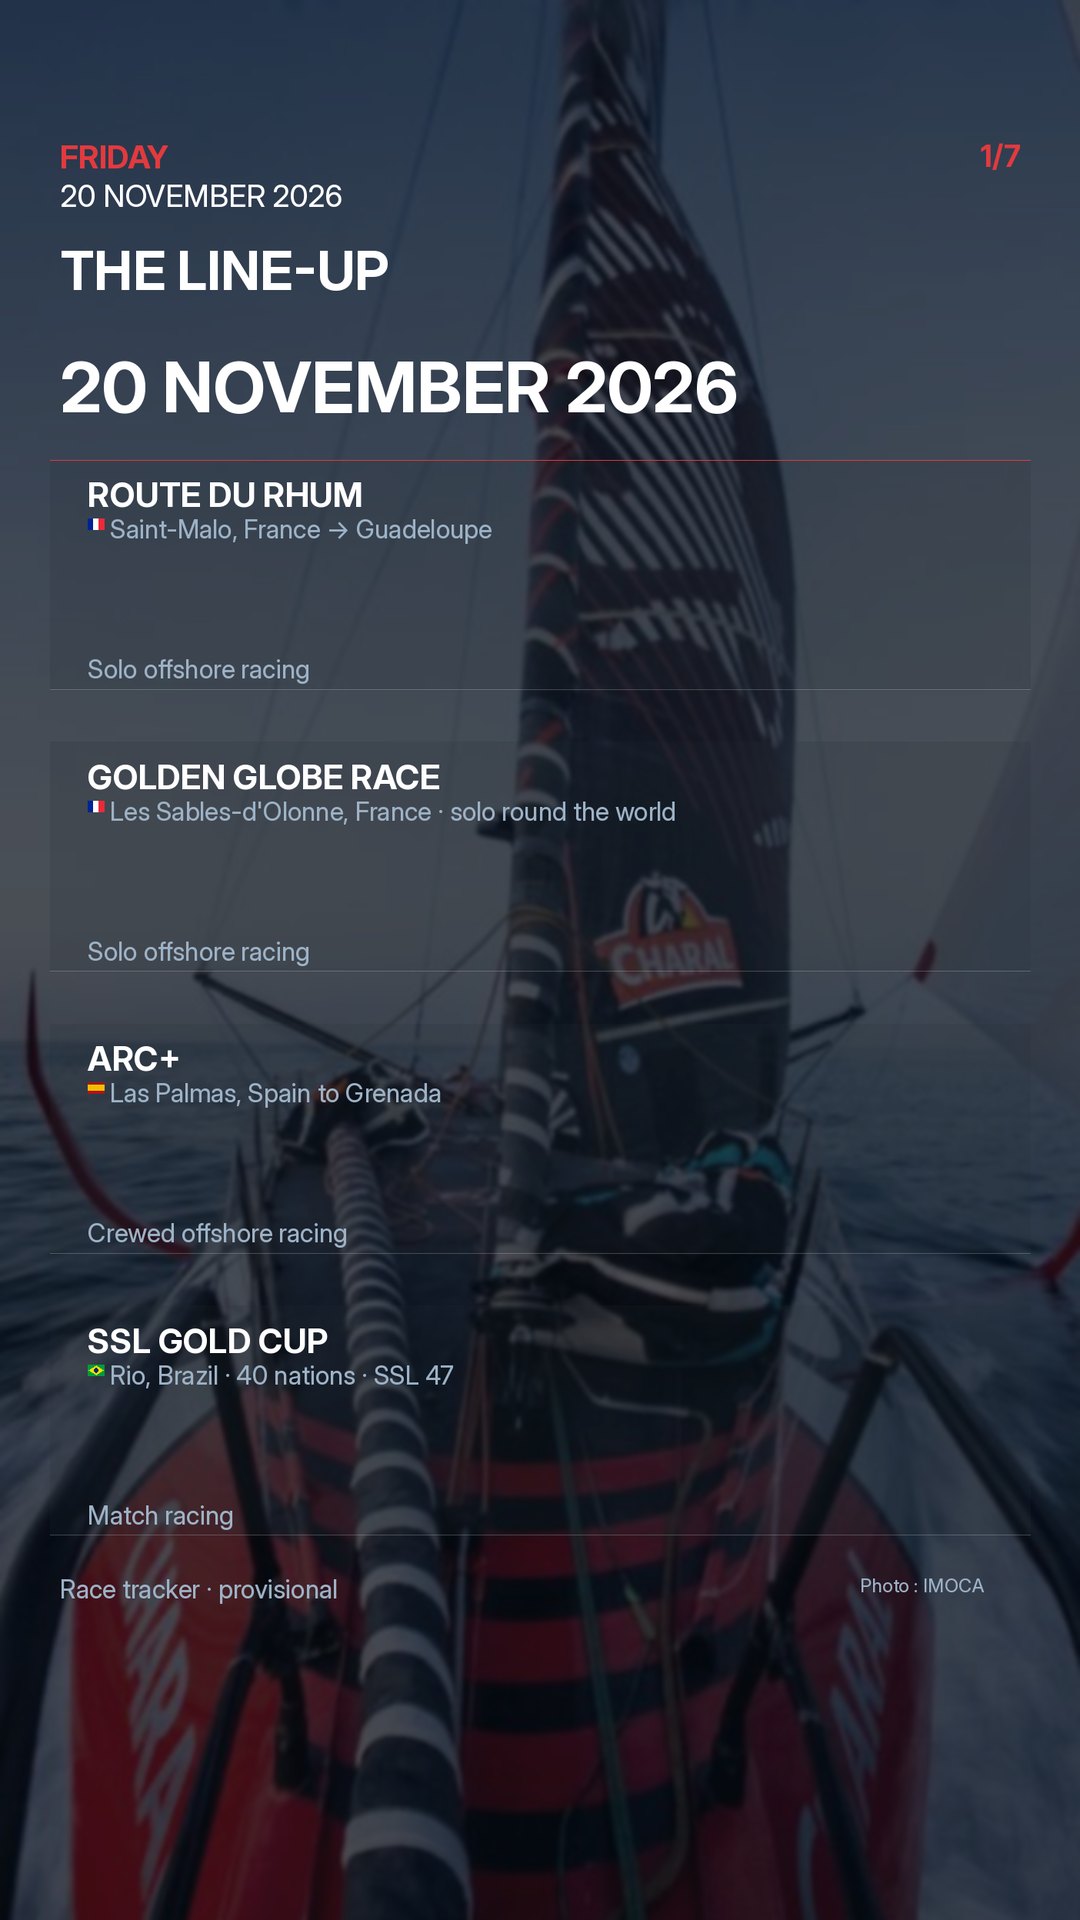 FRIDAY
1/7
20 NOVEMBER 2026
THE LINE-UP
20 NOVEMBER 2026
ROUTE DU RHUM
Saint-Malo, France → Guadeloupe
Solo offshore racing
GOLDEN GLOBE RACE
Les Sables-d'Olonne, France · solo round the world
CHARAL
Solo offshore racing
ARC+
Las Palmas, Spain to Grenada
Crewed offshore racing
SSL GOLD CUP
Rio, Brazil · 40 nations · SSL 47
Match racing
Race tracker · provisional
Photo : IMOCA